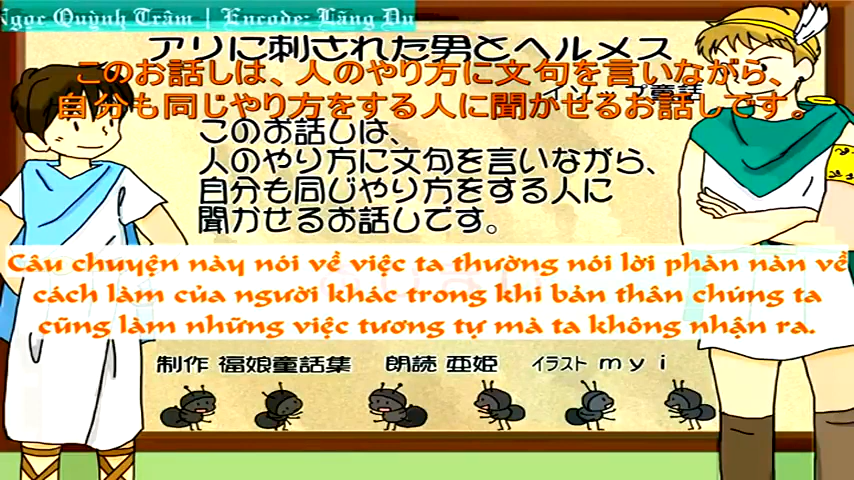 Ngọc Quỳnh Trâm | Encode: Lãng Du
アリに刺された男とヘルメス
このお話しは、人のやり方に文句を言いながら、
自分も同じやり方をする人に聞かせるお話しです。
イソップ童話
このお話しは、
人のやり方に文句を言いながら、
自分も同じやり方をする人に
聞かせるお話しです。
Câu chuyện này nói về việc ta thường nói lời phàn nàn về
cách làm của người khác trong khi bản thân chúng ta
cũng làm những việc tương tự mà ta không nhận ra.
制作 福娘童話集 朗読 亜姫 イラスト myi